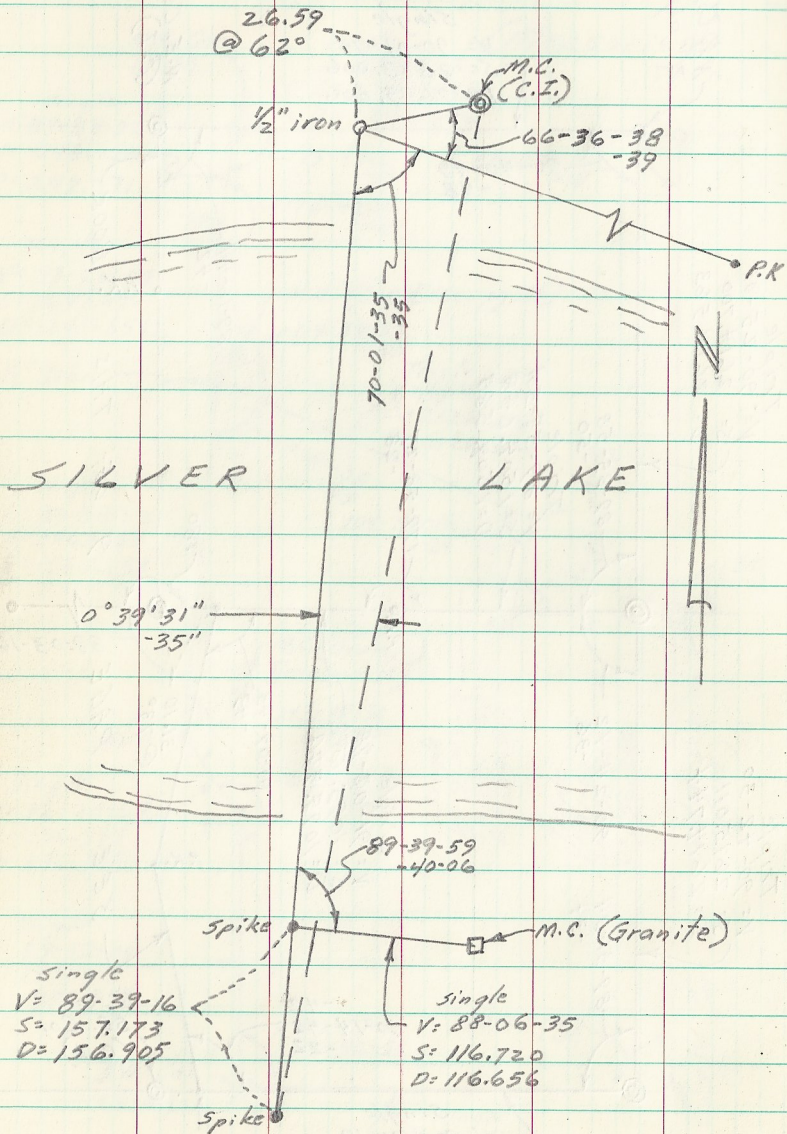 26.59
@ 62°
M.C.
(C.I.)
1/2" iron
66-36-38
-39
P.K
70-01-35
-35
N
SILVER LAKE
0°39'31"
-35"
89-39-59
-40-06
spike
M.C. (Granite)
single
V= 89-39-16
S= 157.173
D= 156.905
single
V= 88-06-35
S= 116.720
D= 116.656
spike